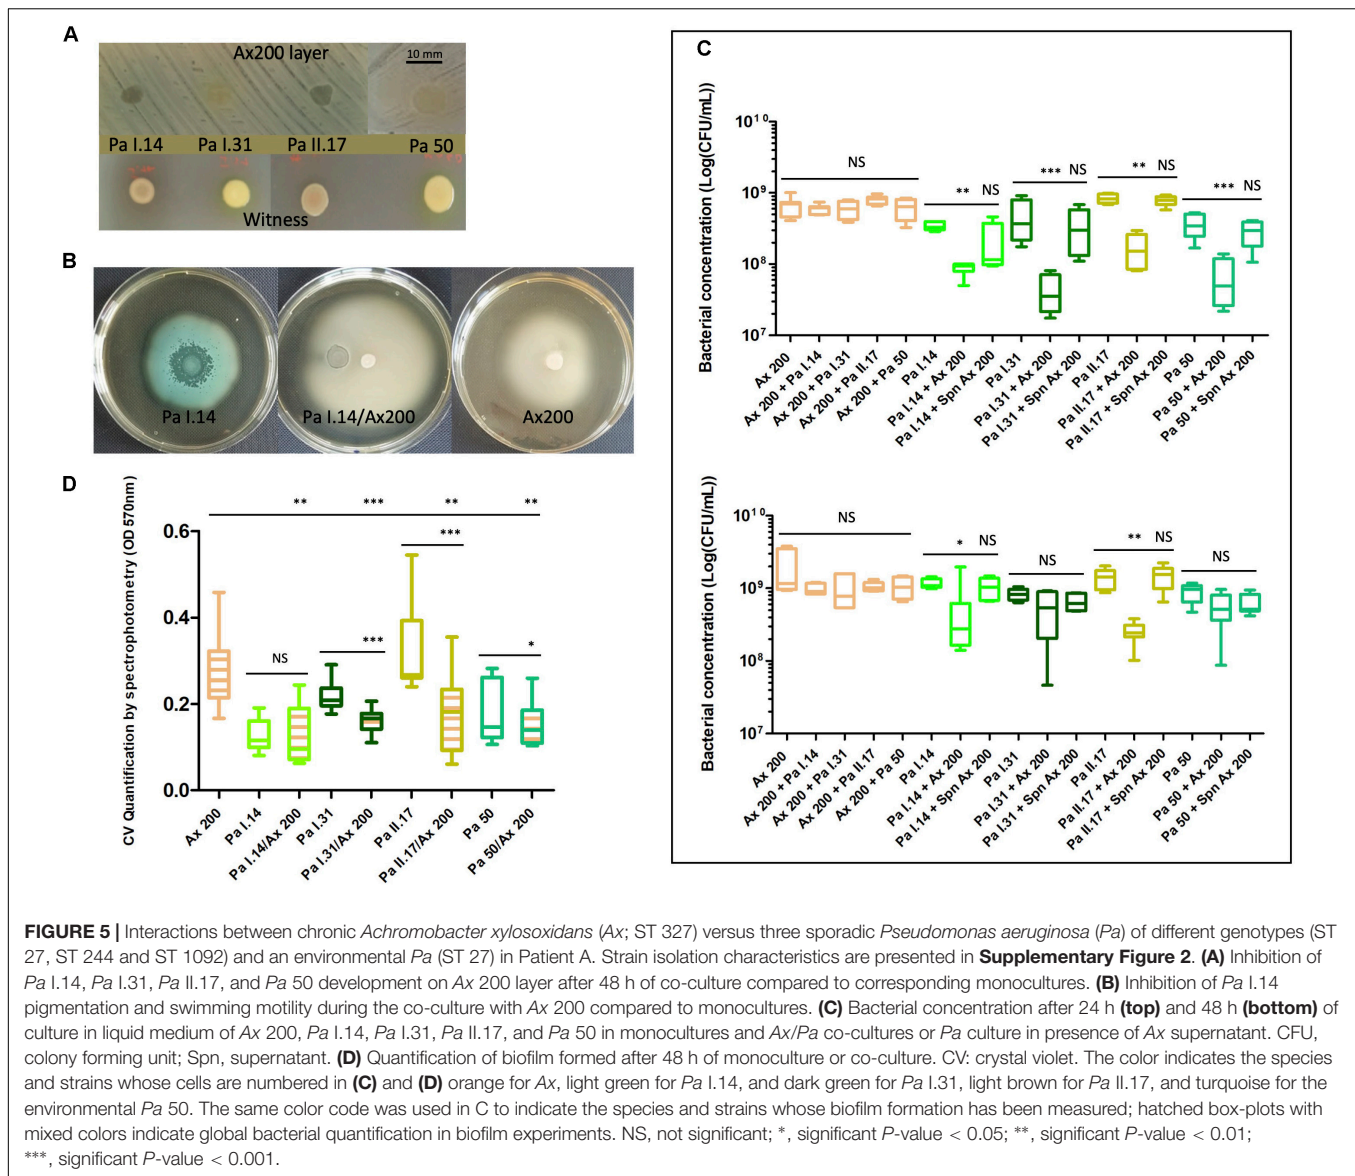 A
Ax200 layer
10 mm
Pa I.14
Pa I.31
Pa II.17
Pa 50
Witness
B
Pa I.14
Pa I.14/Ax200
Ax200
C
Bacterial concentration (Log(CFU/mL))
10^10
10^9
10^8
10^7
NS
** NS
*** NS
** NS
*** NS
Ax 200
Ax 200 + Pa I.14
Ax 200 + Pa I.31
Ax 200 + Pa II.17
Ax 200 + Pa 50
Pa I.14
Pa I.14 + Ax 200
Pa I.14 + Spn Ax 200
Pa I.31
Pa I.31 + Ax 200
Pa I.31 + Spn Ax 200
Pa II.17
Pa II.17 + Ax 200
Pa II.17 + Spn Ax 200
Pa 50
Pa 50 + Ax 200
Pa 50 + Spn Ax 200
Bacterial concentration (Log(CFU/mL))
10^10
10^9
10^8
10^7
NS
* NS
NS
** NS
NS
Ax 200
Ax 200 + Pa I.14
Ax 200 + Pa I.31
Ax 200 + Pa II.17
Ax 200 + Pa 50
Pa I.14
Pa I.14 + Ax 200
Pa I.14 + Spn Ax 200
Pa I.31
Pa I.31 + Ax 200
Pa I.31 + Spn Ax 200
Pa II.17
Pa II.17 + Ax 200
Pa II.17 + Spn Ax 200
Pa 50
Pa 50 + Ax 200
Pa 50 + Spn Ax 200
D
CV Quantification by spectrophotometry (OD 570nm)
0.6
0.4
0.2
0.0
** *** ** **
NS
***
***
*
Ax 200
Pa I.14
Pa I.14/Ax 200
Pa I.31
Pa I.31/Ax 200
Pa II.17
Pa II.17/Ax 200
Pa 50
Pa 50/Ax 200
FIGURE 5 | Interactions between chronic Achromobacter xylosoxidans (Ax; ST 327) versus three sporadic Pseudomonas aeruginosa (Pa) of different genotypes (ST
27, ST 244 and ST 1092) and an environmental Pa (ST 27) in Patient A. Strain isolation characteristics are presented in Supplementary Figure 2. (A) Inhibition of
Pa I.14, Pa I.31, Pa II.17, and Pa 50 development on Ax 200 layer after 48 h of co-culture compared to corresponding monocultures. (B) Inhibition of Pa I.14
pigmentation and swimming motility during the co-culture with Ax 200 compared to monocultures. (C) Bacterial concentration after 24 h (top) and 48 h (bottom) of
culture in liquid medium of Ax 200, Pa I.14, Pa I.31, Pa II.17, and Pa 50 in monocultures and Ax/Pa co-cultures or Pa culture in presence of Ax supernatant. CFU,
colony forming unit; Spn, supernatant. (D) Quantification of biofilm formed after 48 h of monoculture or co-culture. CV: crystal violet. The color indicates the species
and strains whose cells are numbered in (C) and (D) orange for Ax, light green for Pa I.14, and dark green for Pa I.31, light brown for Pa II.17, and turquoise for the
environmental Pa 50. The same color code was used in C to indicate the species and strains whose biofilm formation has been measured; hatched box-plots with
mixed colors indicate global bacterial quantification in biofilm experiments. NS, not significant; *, significant P-value < 0.05; **, significant P-value < 0.01;
***, significant P-value < 0.001.